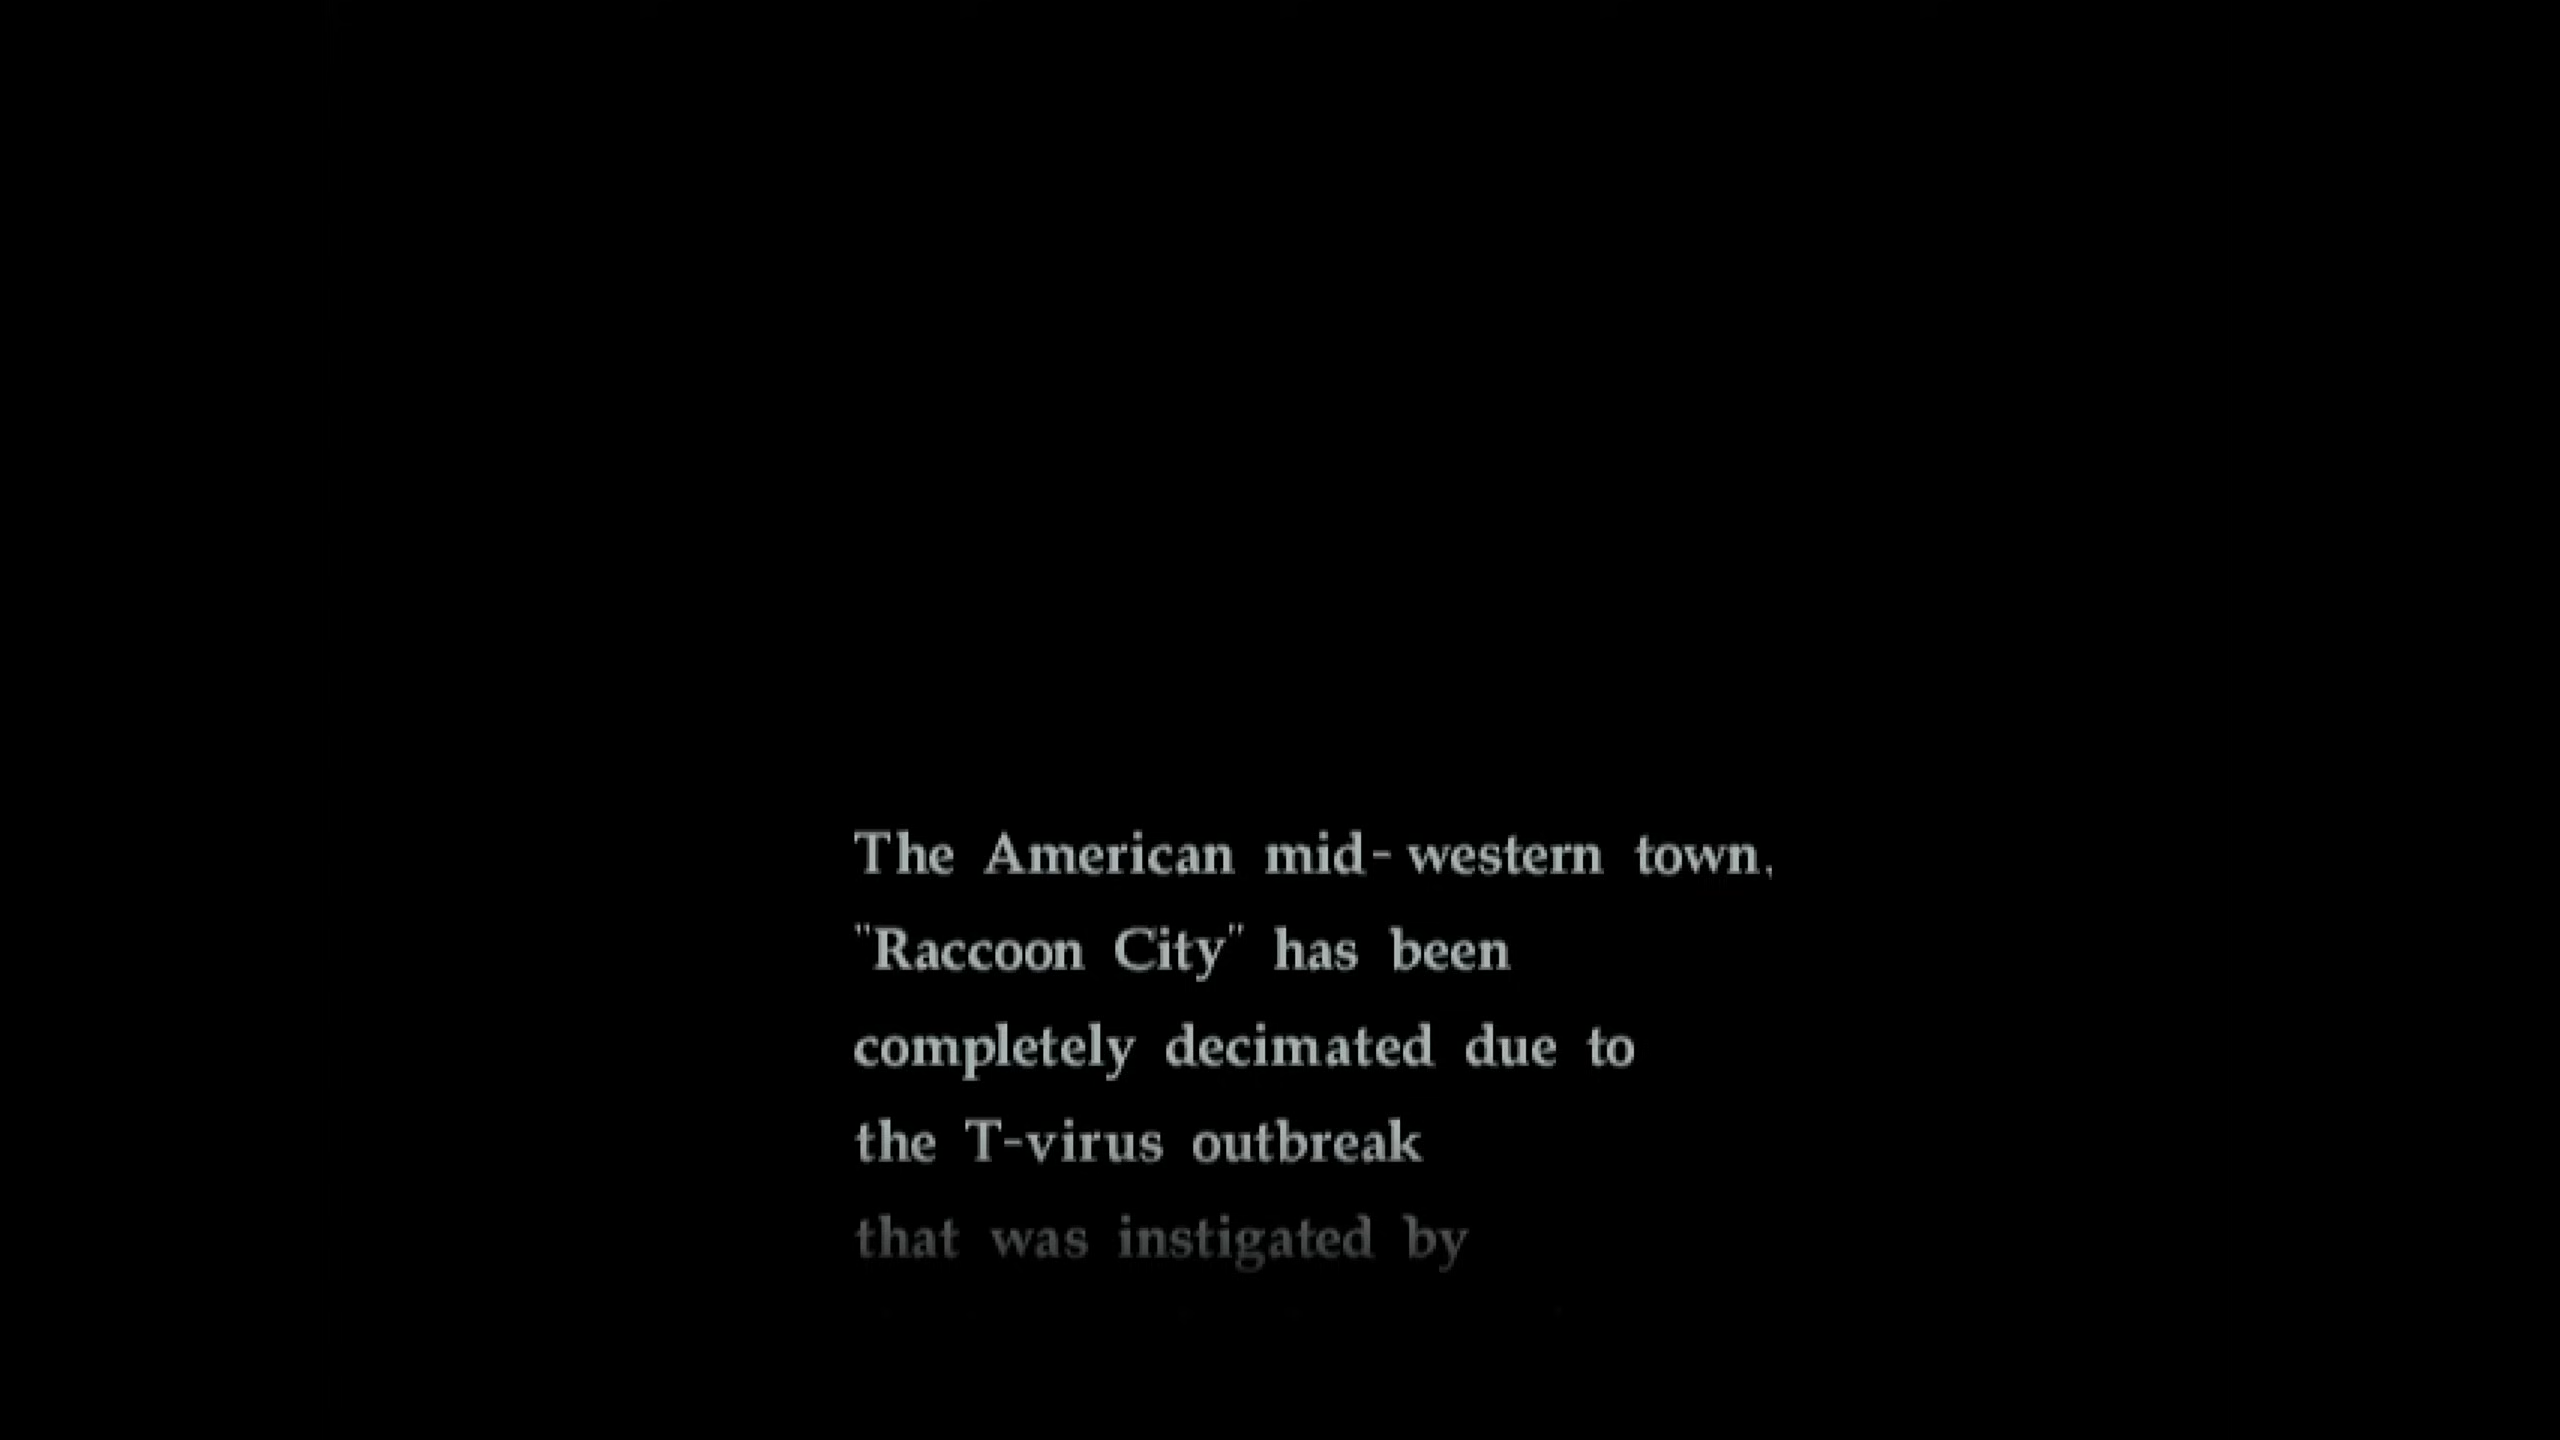 The American mid-western town,
"Raccoon City" has been
completely decimated due to
the T-virus outbreak
that was instigated by